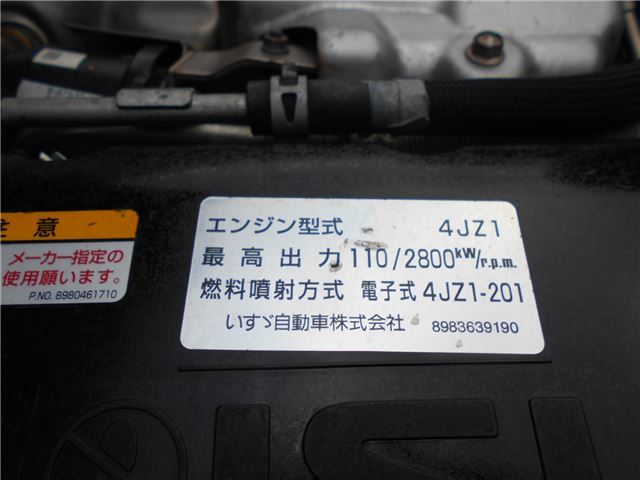 注意
メーカー指定の
使用願います。
P.NO. 8980461710
エンジン型式 4JZ1
最高出力 110/2800kW/r.p.m.
燃料噴射方式 電子式 4JZ1-201
いすゞ自動車株式会社 8983639190